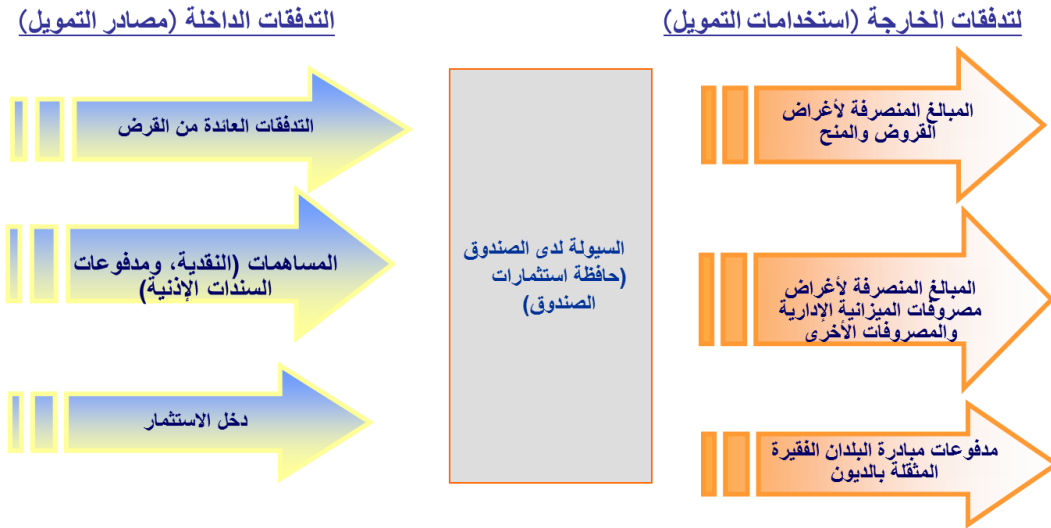 لتدفقات الخارجة (استخدامات التمويل)
المبالغ المنصرفة لأغراض
القروض والمنح
المبالغ المنصرفة لأغراض
مصروفات الميزانية الإدارية
والمصروفات الأخرى
مدفوعات مبادرة البلدان الفقيرة
المثقلة بالديون
السيولة لدى الصندوق
(حافظة استثمارات
الصندوق)
التدفقات الداخلة (مصادر التمويل)
التدفقات العائدة من القرض
المساهمات (النقدية، ومدفوعات
السندات الإذنية)
دخل الاستثمار